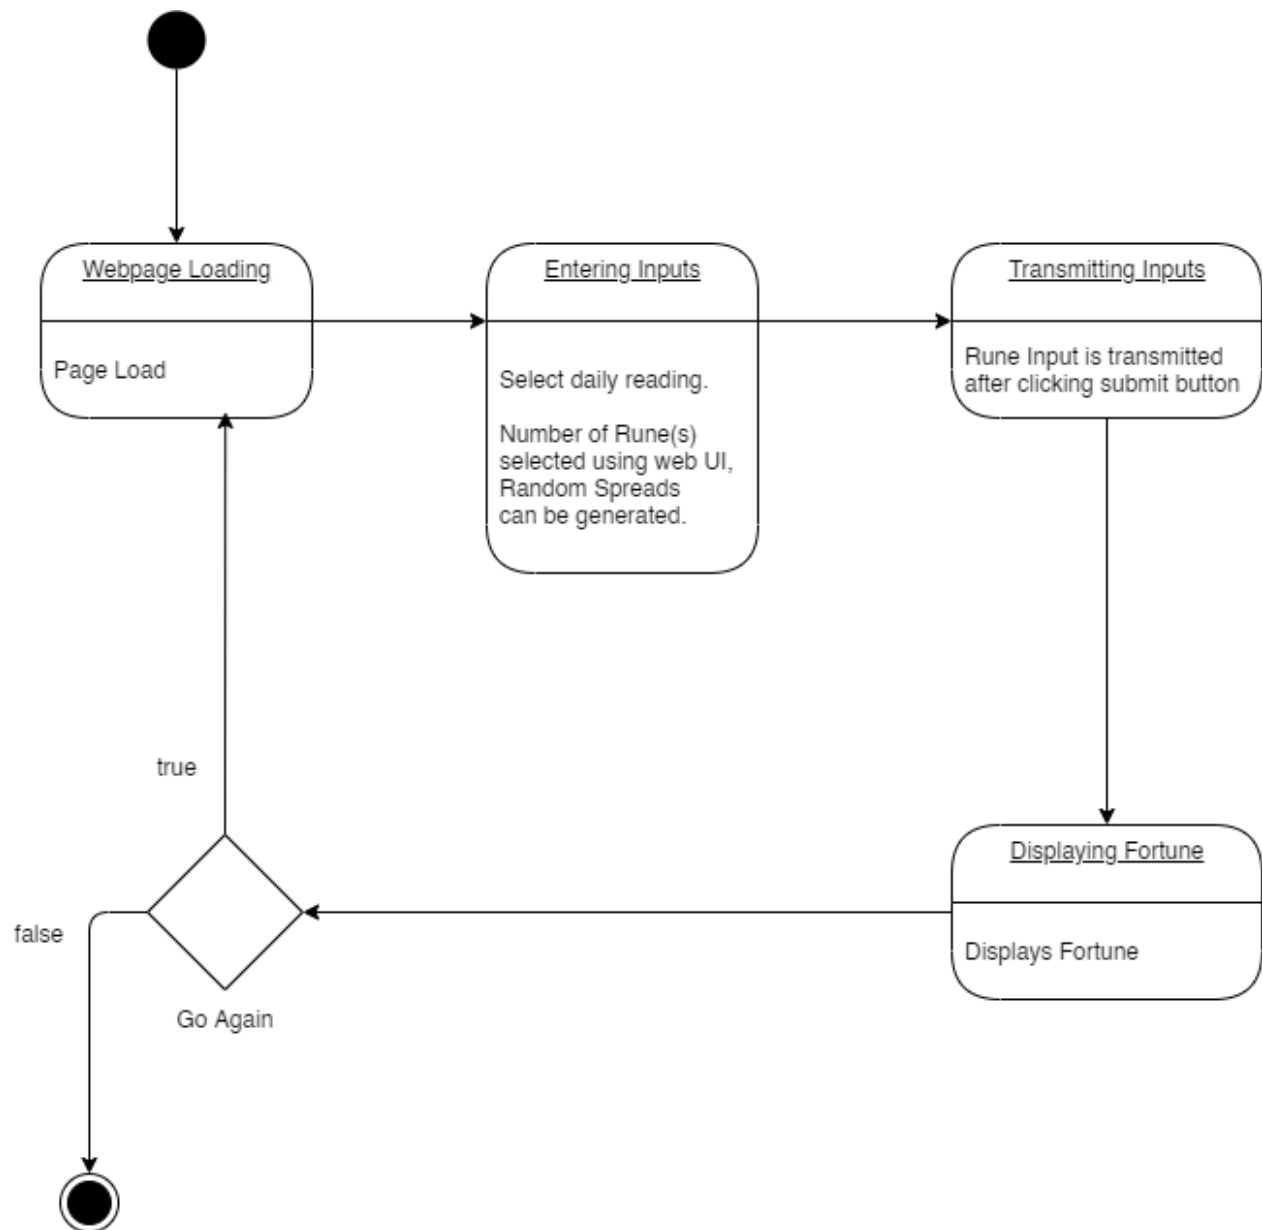 Webpage Loading
Page Load
Entering Inputs
Select daily reading.
Number of Rune(s)
selected using web UI,
Random Spreads
can be generated.
Transmitting Inputs
Rune Input is transmitted
after clicking submit button
Displaying Fortune
Displays Fortune
true
false
Go Again